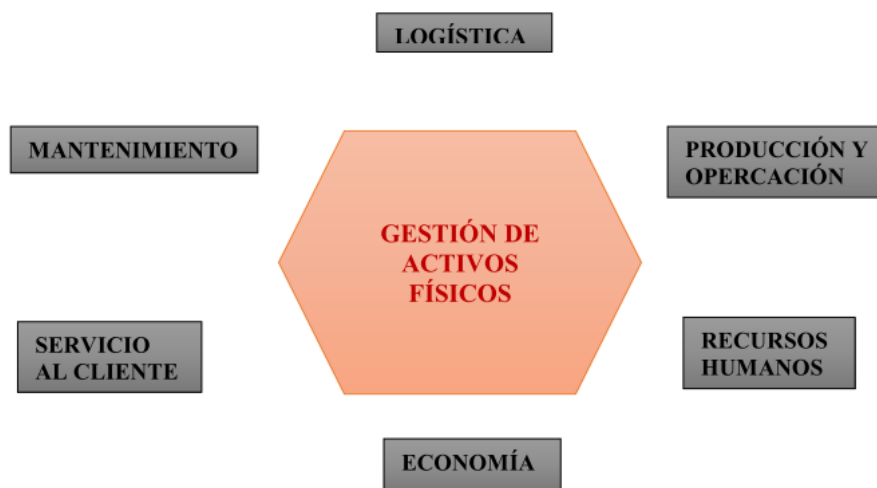 LOGÍSTICA
MANTENIMIENTO
PRODUCCIÓN Y
OPERCACIÓN
GESTIÓN DE
ACTIVOS
FÍSICOS
SERVICIO
AL CLIENTE
RECURSOS
HUMANOS
ECONOMÍA